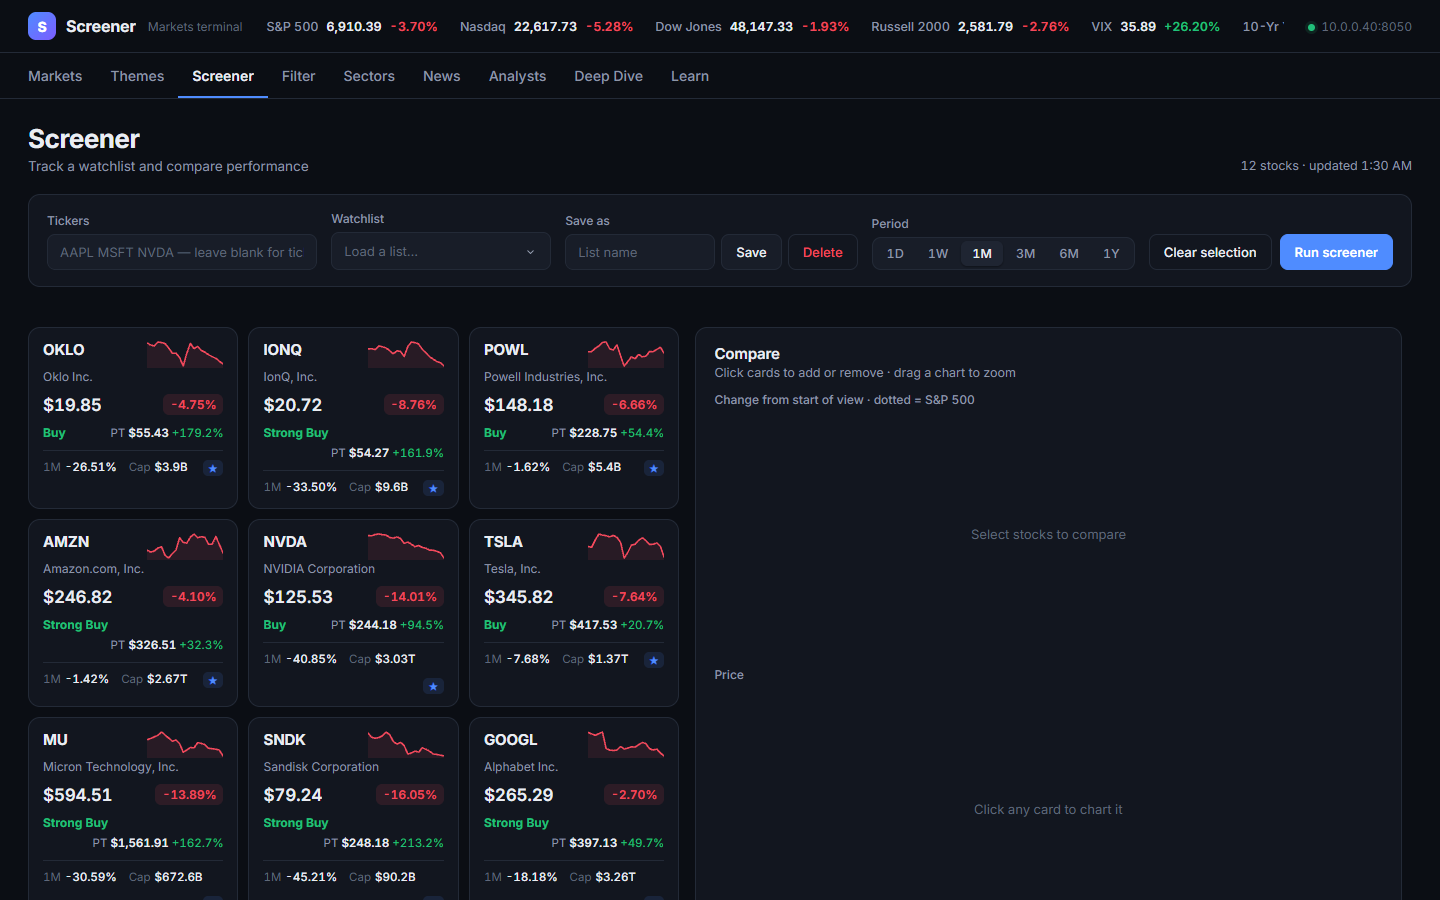 S Screener Markets terminal S&P 500 6,910.39 -3.70% Nasdaq 22,617.73 -5.28% Dow Jones 48,147.33 -1.93% Russell 2000 2,581.79 -2.76% VIX 35.89 +26.20% 10-Yr 10.0.0.40:8050
Markets Themes Screener Filter Sectors News Analysts Deep Dive Learn
Screener
Track a watchlist and compare performance
12 stocks · updated 1:30 AM
Tickers Watchlist Save as Period
AAPL MSFT NVDA — leave blank for tic Load a list... List name Save Delete 1D 1W 1M 3M 6M 1Y Clear selection Run screener
OKLO
Oklo Inc.
$19.85 -4.75%
Buy PT $55.43 +179.2%
1M -26.51% Cap $3.9B ★
IONQ
IonQ, Inc.
$20.72 -8.76%
Strong Buy
PT $54.27 +161.9%
1M -33.50% Cap $9.6B ★
POWL
Powell Industries, Inc.
$148.18 -6.66%
Buy PT $228.75 +54.4%
1M -1.62% Cap $5.4B ★
AMZN
Amazon.com, Inc.
$246.82 -4.10%
Strong Buy
PT $326.51 +32.3%
1M -1.42% Cap $2.67T ★
NVDA
NVIDIA Corporation
$125.53 -14.01%
Buy PT $244.18 +94.5%
1M -40.85% Cap $3.03T
★
TSLA
Tesla, Inc.
$345.82 -7.64%
Buy PT $417.53 +20.7%
1M -7.68% Cap $1.37T ★
MU
Micron Technology, Inc.
$594.51 -13.89%
Strong Buy
PT $1,561.91 +162.7%
1M -30.59% Cap $672.6B
SNDK
Sandisk Corporation
$79.24 -16.05%
Strong Buy
PT $248.18 +213.2%
1M -45.21% Cap $90.2B
GOOGL
Alphabet Inc.
$265.29 -2.70%
Strong Buy
PT $397.13 +49.7%
1M -18.18% Cap $3.26T
Compare
Click cards to add or remove · drag a chart to zoom
Change from start of view · dotted = S&P 500
Select stocks to compare
Price
Click any card to chart it